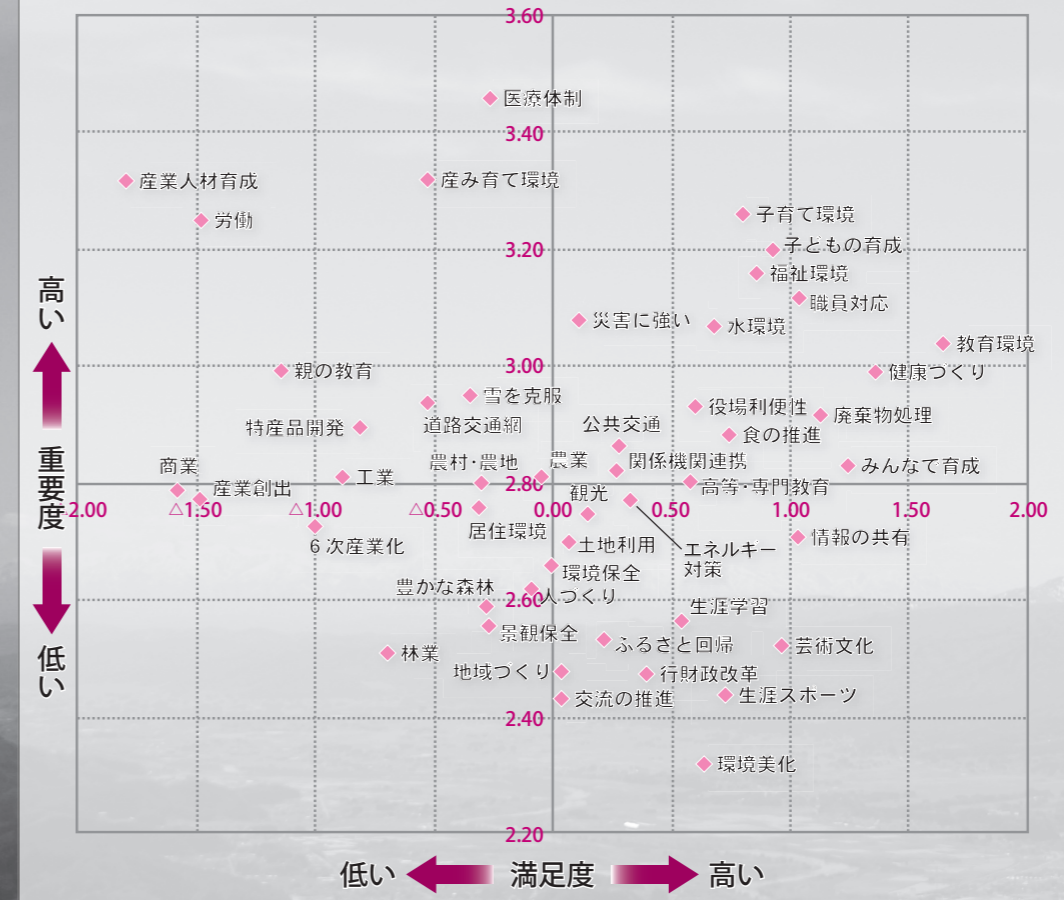 3.60
医療体制
3.40
産業人材育成
産み育て環境
労働
子育て環境
3.20
子どもの育成
福祉環境
職員対応
災害に強い
水環境
教育環境
3.00
親の教育
健康づくり
雪を克服
道路交通網
役場利便性
廃棄物処理
特産品開発
公共交通
食の推進
商業
産業創出
工業
農村・農地
農業
関係機関連携
みんなで育成
2.80
高等・専門教育
2.00
△1.50
△1.00
△0.50
0.00
0.50
1.00
1.50
2.00
観光
6次産業化
居住環境
土地利用
エネルギー
対策
情報の共有
環境保全
豊かな森林
人づくり
2.60
生涯学習
景観保全
ふるさと回帰
芸術文化
林業
地域づくり
行財政改革
交流の推進
生涯スポーツ
2.40
環境美化
2.20
高い
重要度
低い
低い
満足度
高い